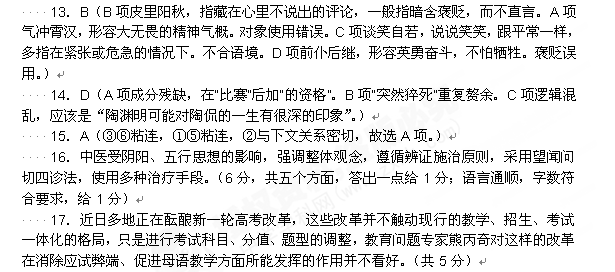 13．B（B项皮里阳秋，指藏在心里不说出的评论，一般指暗含褒贬，而不直言。A项
气冲霄汉，形容大无畏的精神气概。对象使用错误。C项谈笑自若，说说笑笑，跟平常一样，
多指在紧张或危急的情况下。不合语境。D项前仆后继，形容英勇奋斗，不怕牺牲。褒贬误
用。）
14．D（A项成分残缺，在“比赛”后加“的资格”。B项“突然猝死”重复赘余。C项逻辑混
乱，应该是“陶渊明可能对陶侃的一生有很深的印象”。）
15．A（③⑥粘连，①⑤粘连，②与下文关系密切，故选A项。）
16．中医受阴阳、五行思想的影响，强调整体观念，遵循辨证施治原则，采用望闻问
切四诊法，使用多种治疗手段。（6分，共五个方面，答出一点给1分；语言通顺，字数符
合要求，给1分）
17．近日多地正在酝酿新一轮高考改革，这些改革并不触动现行的教学、招生、考试
一体化的格局，只是进行考试科目、分值、题型的调整，教育问题专家熊丙奇对这样的改革
在消除应试弊端、促进母语教学方面所能发挥的作用并不看好。（共5分）